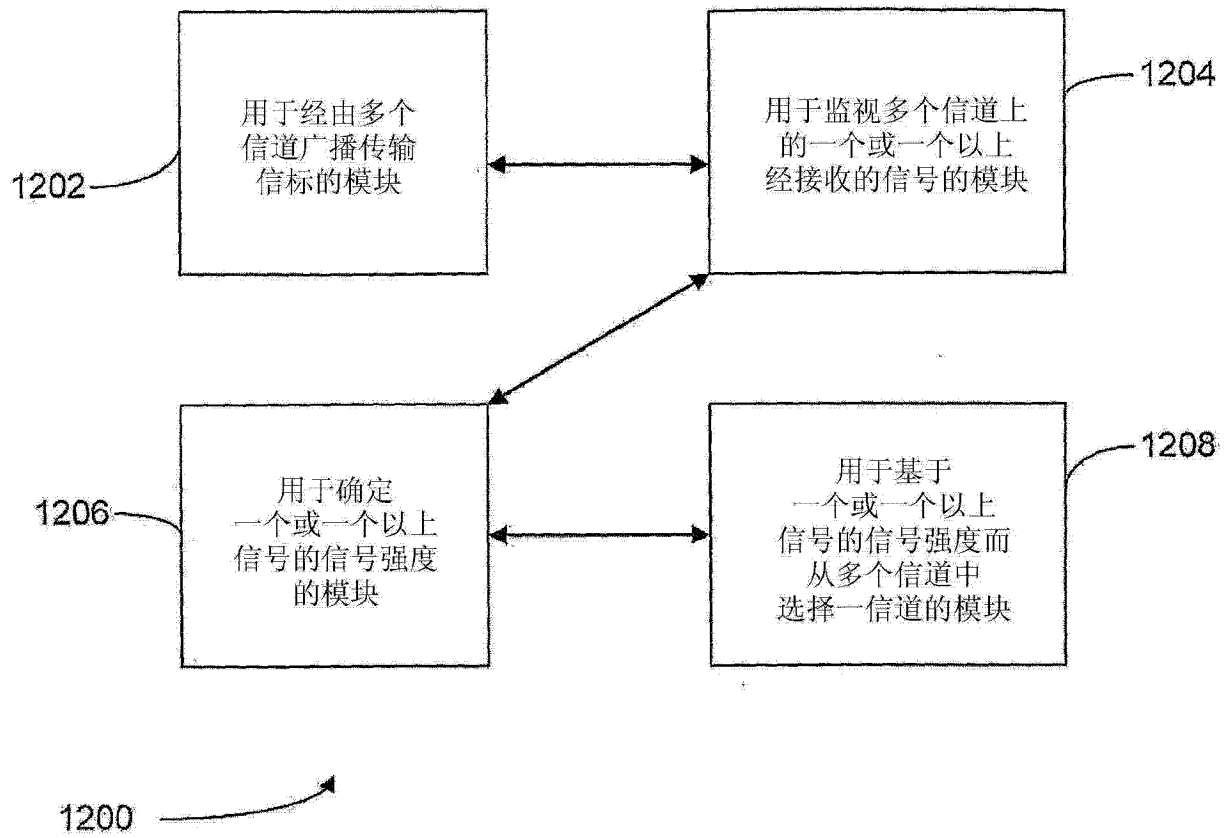 用于经由多个
信道广播传输
信标的模块
1202
用于监视多个信道上
的一个或一个以上
经接收的信号的模块
1204
用于确定
一个或一个以上
信号的信号强度
的模块
1206
用于基于
一个或一个以上
信号的信号强度而
从多个信道中
选择一信道的模块
1208
1200